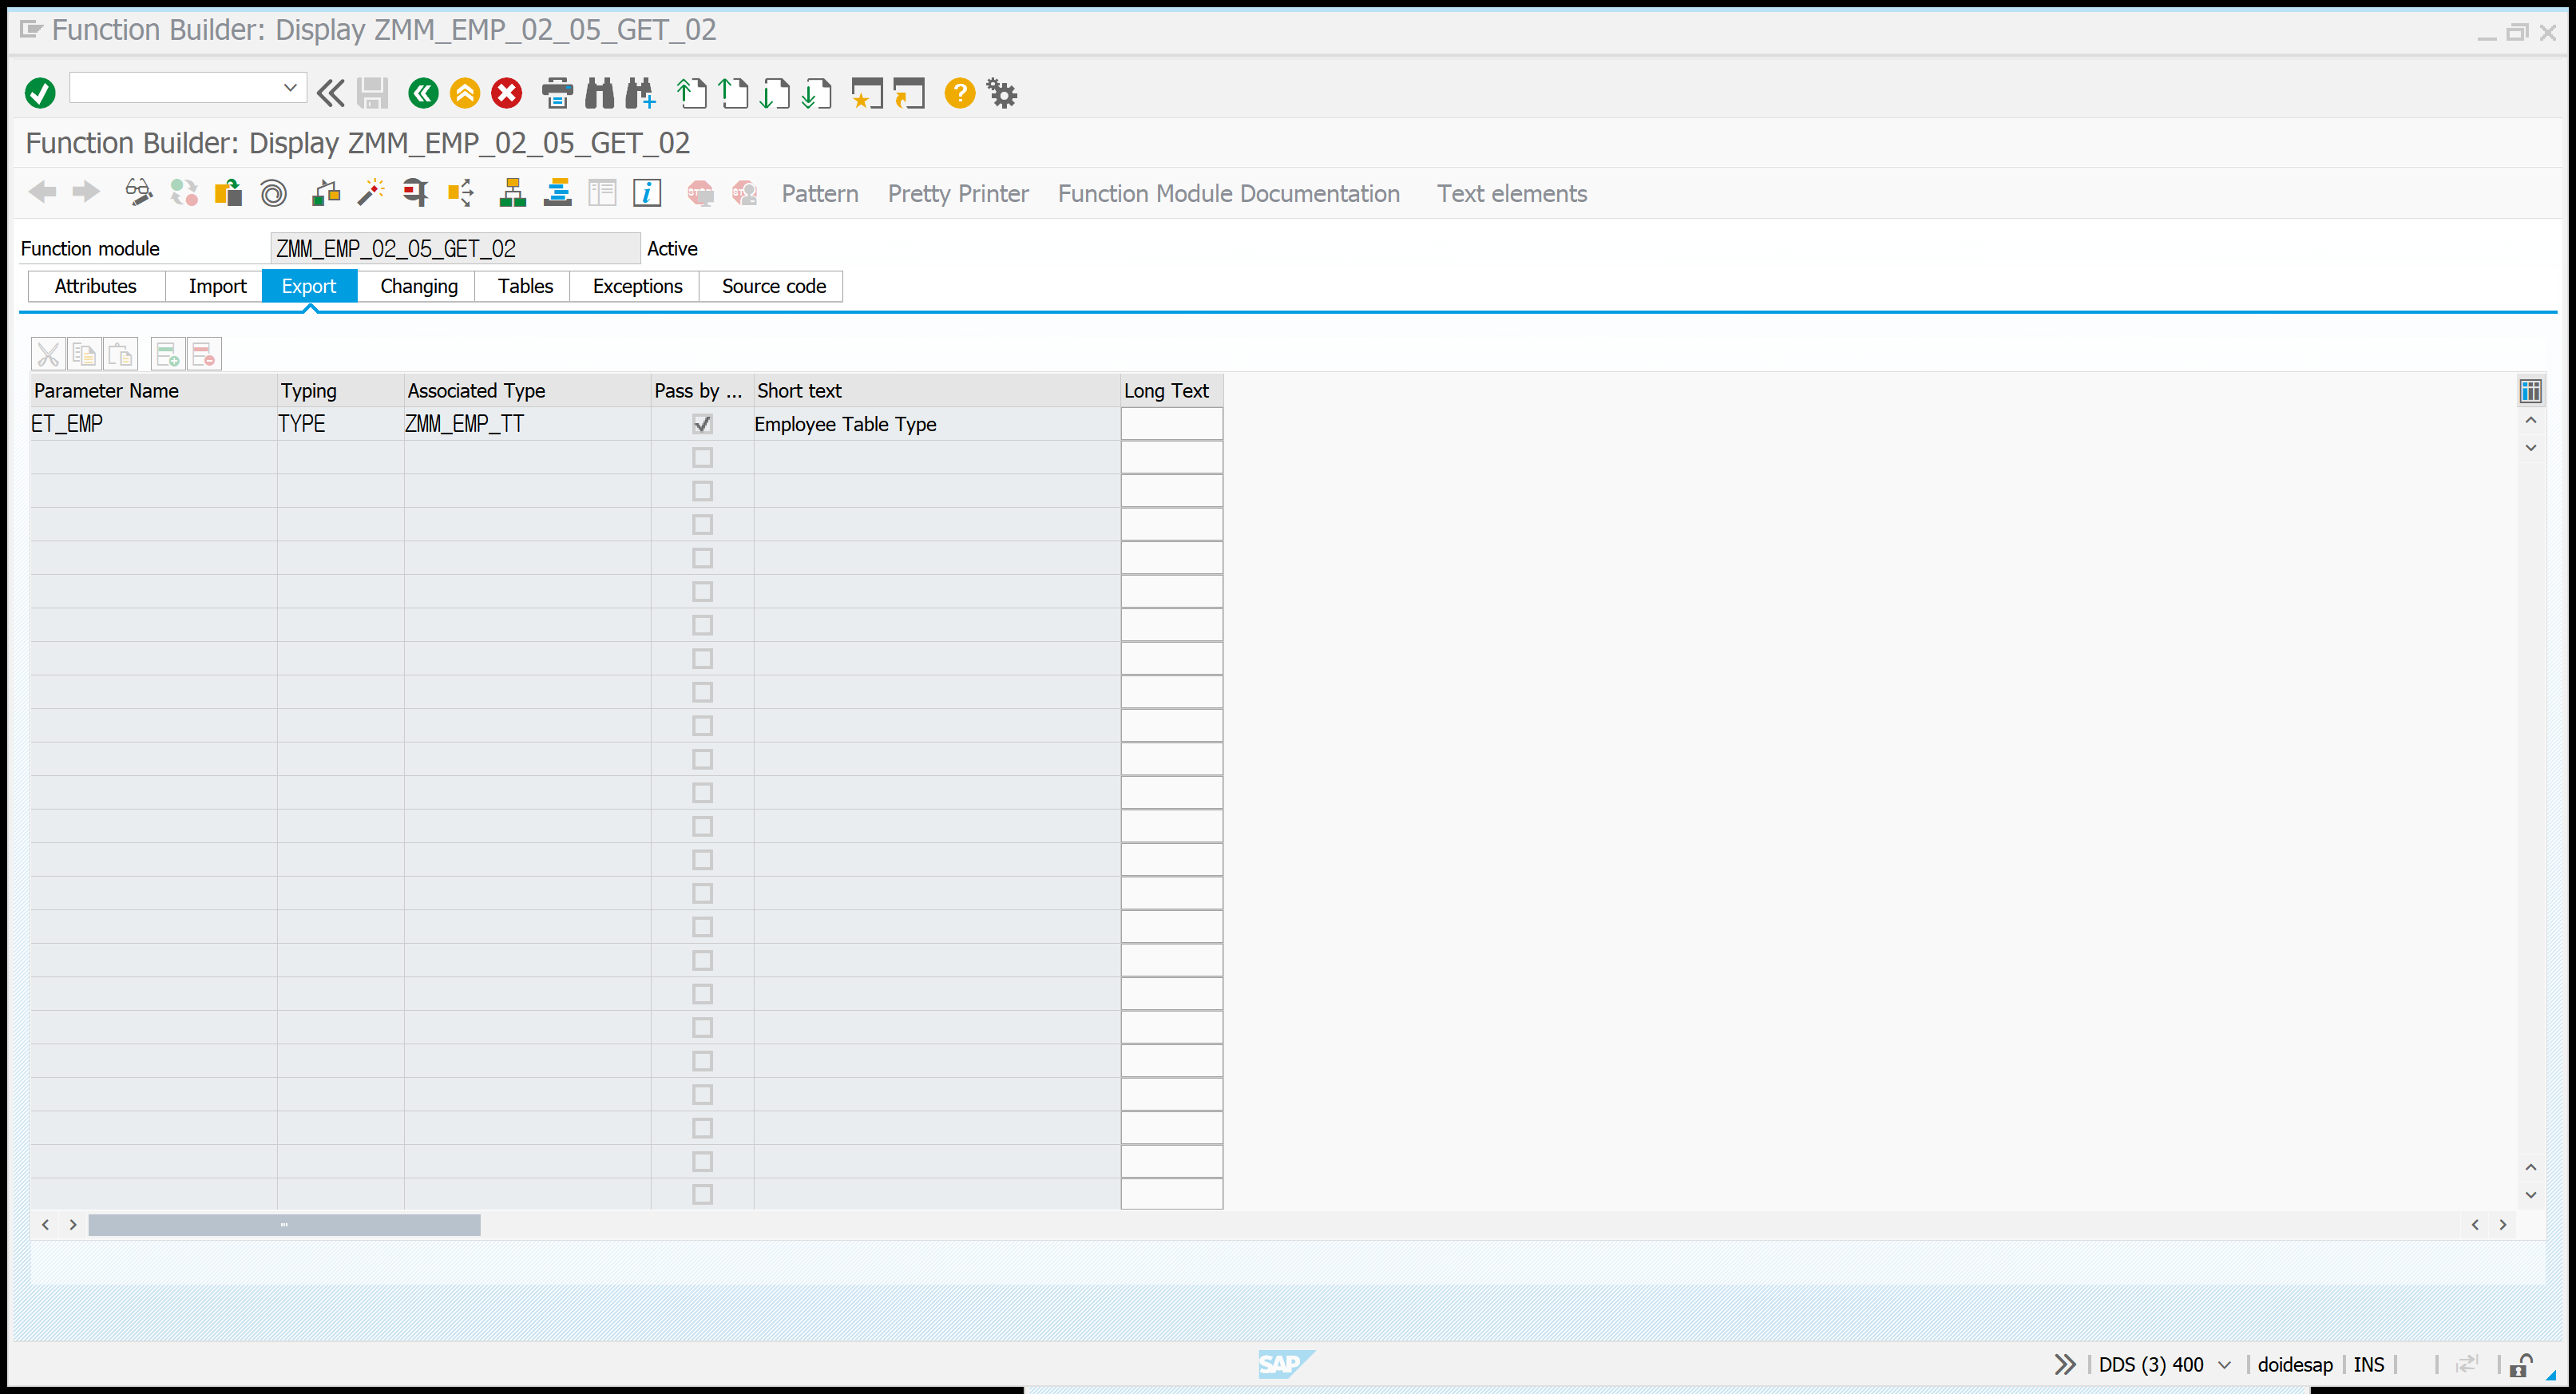 Function Builder: Display ZMM_EMP_02_05_GET_02
Function Builder: Display ZMM_EMP_02_05_GET_02
Pattern Pretty Printer Function Module Documentation Text elements
Function module ZMM_EMP_02_05_GET_02 Active
Attributes Import Export Changing Tables Exceptions Source code
Parameter Name Typing Associated Type Pass by ... Short text Long Text
ET_EMP TYPE ZMM_EMP_TT Employee Table Type
SAP DDS (3) 400 doidesap INS